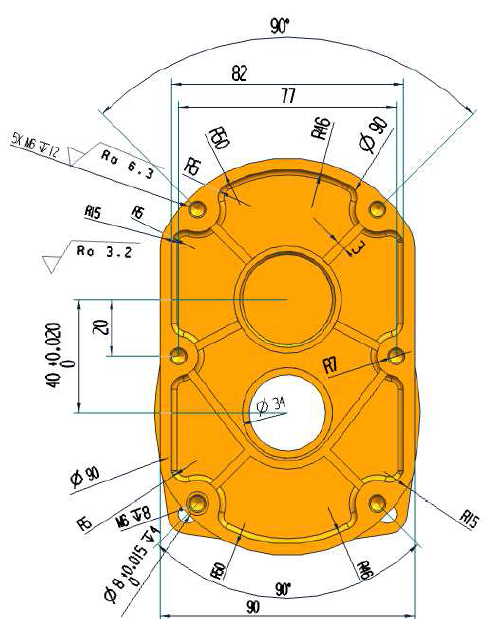 90°
82
77
5X M6 ↧12
Ra 6.3
R50
R46
Ø 90
R5
R15
R5
3
Ra 3.2
20
40 +0.020
0
R7
Ø 34
Ø 90
R5
M6 ↧8
Ø 8 +0.015 ↧4
0
R50
R46
R15
90°
90